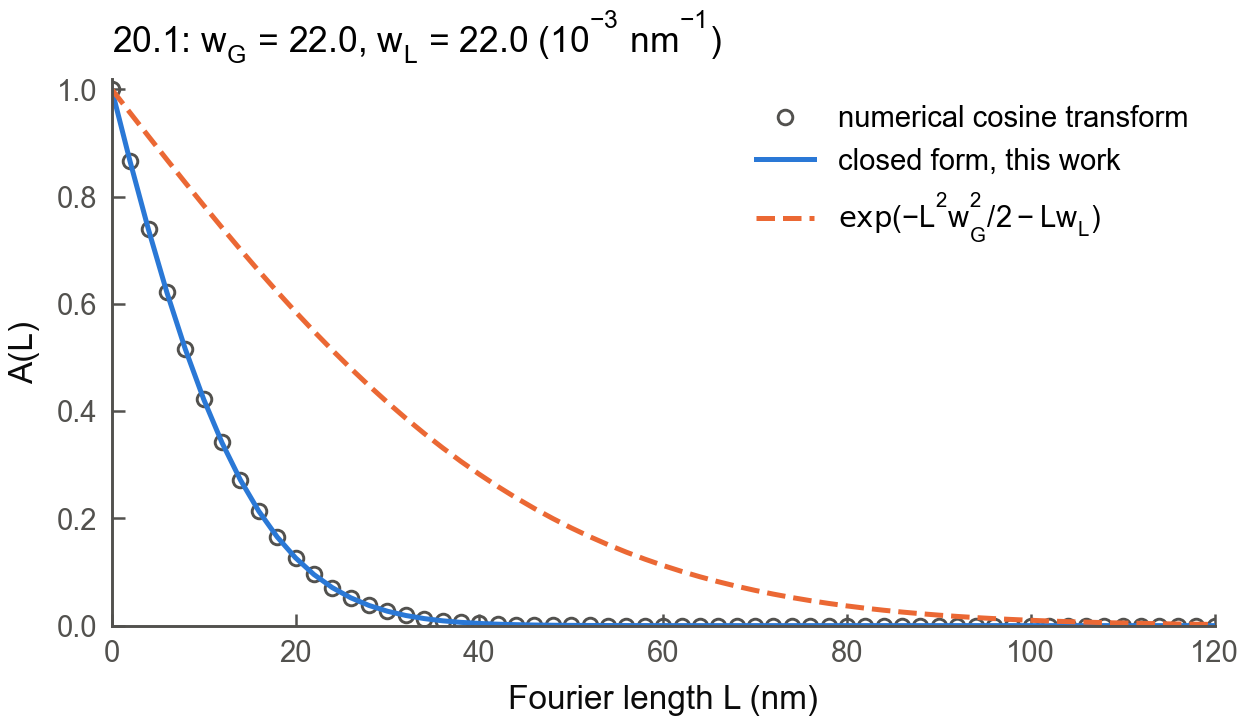 20.1: w_G = 22.0, w_L = 22.0 (10⁻³ nm⁻¹)
numerical cosine transform
closed form, this work
exp(−L²w_G²/2 − Lw_L)
A(L)
1.0
0.8
0.6
0.4
0.2
0.0
0 20 40 60 80 100 120
Fourier length L (nm)